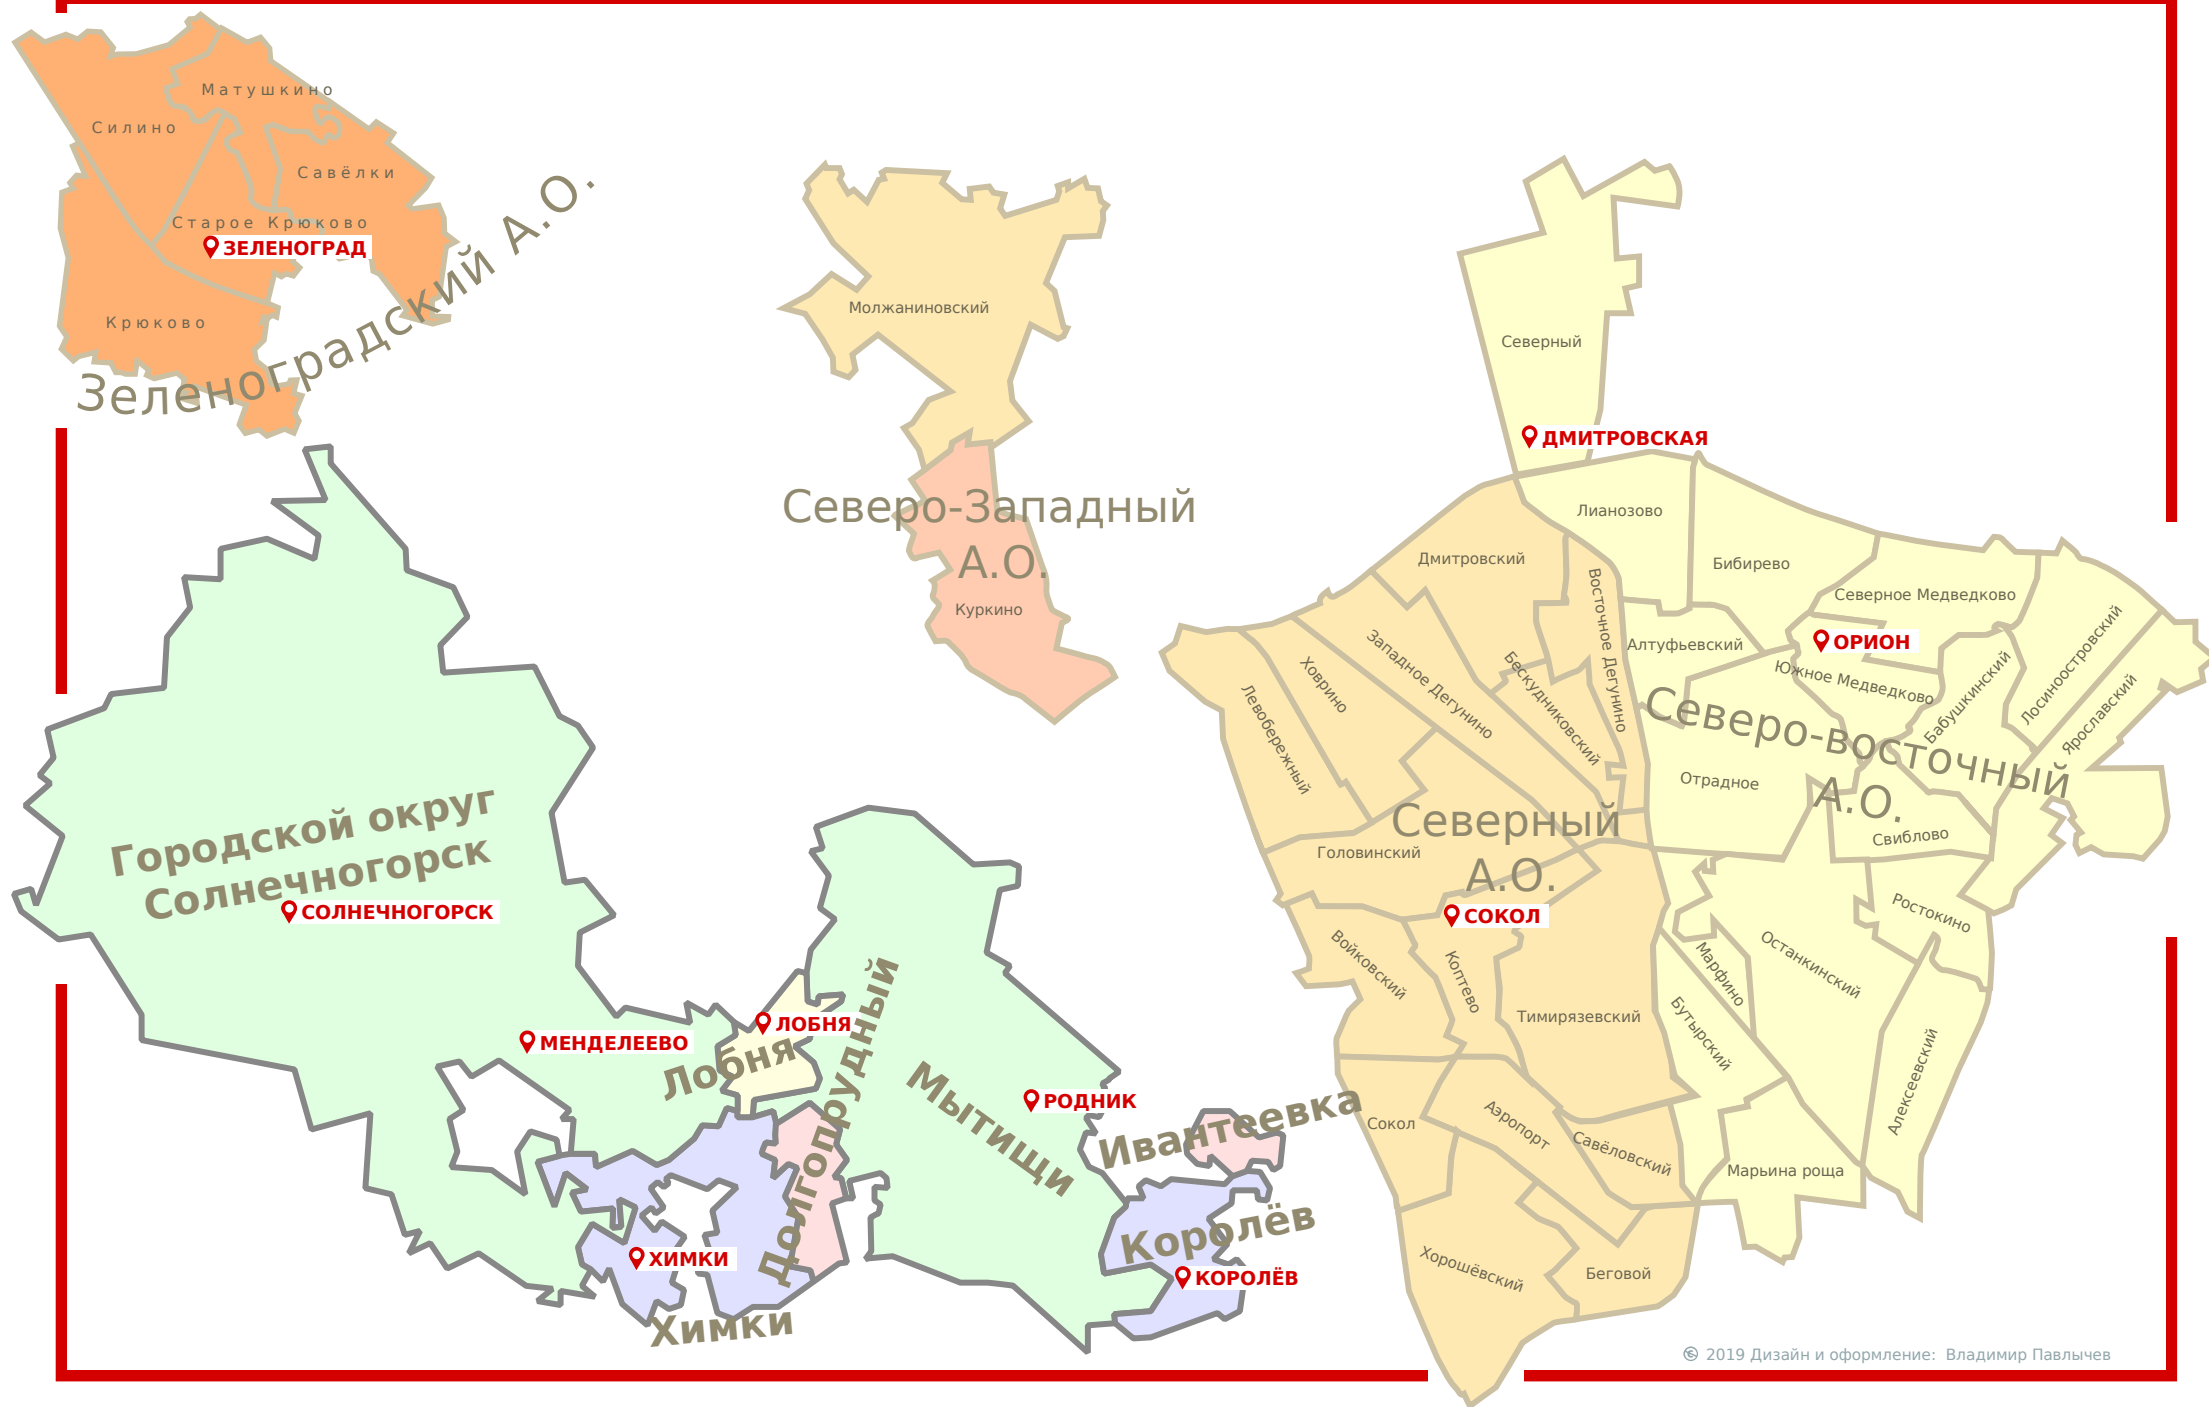 Матушкино
Силино
Савёлки
Старое Крюково
ЗЕЛЕНОГРАД
Крюково
Зеленоградский А.О.
Молжаниновский
Северо-Западный
А.О.
Куркино
Северный
ДМИТРОВСКАЯ
Лианозово
Дмитровский
Бибирево
Восточное Дегунино
Северное Медведково
Алтуфьевский
ОРИОН
Лосиноостровский
Южное Медведково
Бабушкинский
Ярославский
Западное Дегунино
Бескудниковский
Ховрино
Левобережный
Северо-восточный
А.О.
Отрадное
Свиблово
Северный
А.О.
Головинский
СОКОЛ
Войковский
Коптево
Тимирязевский
Ростокино
Останкинский
Марфино
Бутырский
Алексеевский
Сокол
Аэропорт
Савёловский
Марьина роща
Хорошёвский
Беговой
Городской округ
Солнечногорск
СОЛНЕЧНОГОРСК
МЕНДЕЛЕЕВО
ЛОБНЯ
Лобня
Долгопрудный
Мытищи
РОДНИК
Ивантеевка
Королёв
КОРОЛЁВ
ХИМКИ
Химки
© 2019 Дизайн и оформление: Владимир Павлычев